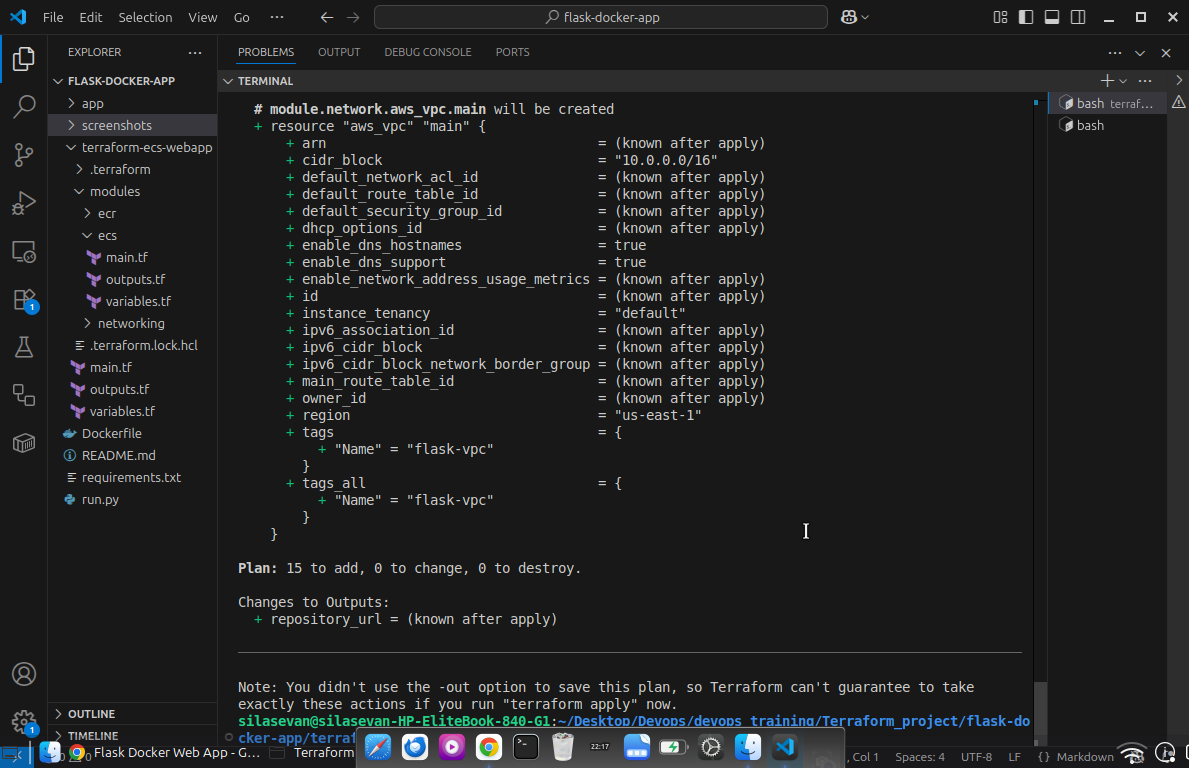 File Edit Selection View Go ··· flask-docker-app
EXPLORER ···
FLASK-DOCKER-APP
app
screenshots
terraform-ecs-webapp
.terraform
modules
ecr
ecs
main.tf
outputs.tf
variables.tf
networking
.terraform.lock.hcl
main.tf
outputs.tf
variables.tf
Dockerfile
README.md
requirements.txt
run.py
OUTLINE
TIMELINE
1
1
PROBLEMS OUTPUT DEBUG CONSOLE PORTS ···
TERMINAL
bash terraf...
bash
# module.network.aws_vpc.main will be created
+ resource "aws_vpc" "main" {
+ arn = (known after apply)
+ cidr_block = "10.0.0.0/16"
+ default_network_acl_id = (known after apply)
+ default_route_table_id = (known after apply)
+ default_security_group_id = (known after apply)
+ dhcp_options_id = (known after apply)
+ enable_dns_hostnames = true
+ enable_dns_support = true
+ enable_network_address_usage_metrics = (known after apply)
+ id = (known after apply)
+ instance_tenancy = "default"
+ ipv6_association_id = (known after apply)
+ ipv6_cidr_block = (known after apply)
+ ipv6_cidr_block_network_border_group = (known after apply)
+ main_route_table_id = (known after apply)
+ owner_id = (known after apply)
+ region = "us-east-1"
+ tags = {
+ "Name" = "flask-vpc"
}
+ tags_all = {
+ "Name" = "flask-vpc"
}
}
Plan: 15 to add, 0 to change, 0 to destroy.
Changes to Outputs:
+ repository_url = (known after apply)
Note: You didn't use the -out option to save this plan, so Terraform can't guarantee to take
exactly these actions if you run "terraform apply" now.
silasevan@silasevan-HP-EliteBook-840-G1:~/Desktop/Devops/devops_training/Terraform_project/flask-do
cker-app/terraf
Flask Docker Web App - G... Terraform
22:17
, Col 1 Spaces: 4 UTF-8 LF {} Markdown